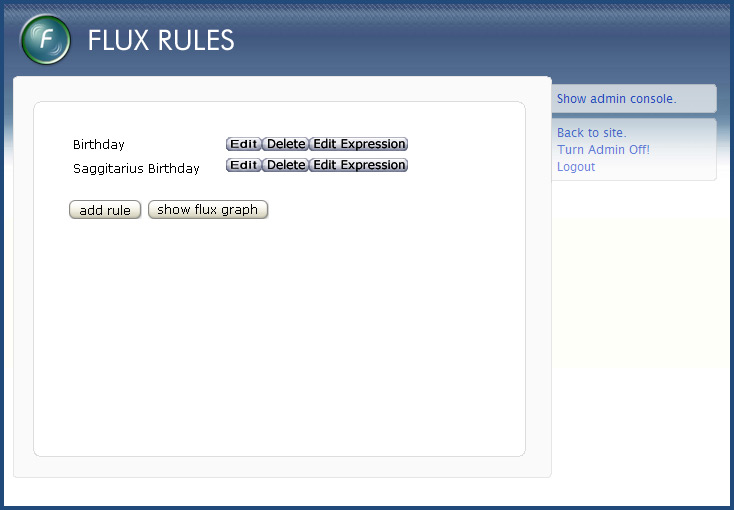 F FLUX RULES
Show admin console.
Back to site.
Turn Admin Off!
Logout
Birthday Edit Delete Edit Expression
Saggitarius Birthday Edit Delete Edit Expression
add rule show flux graph